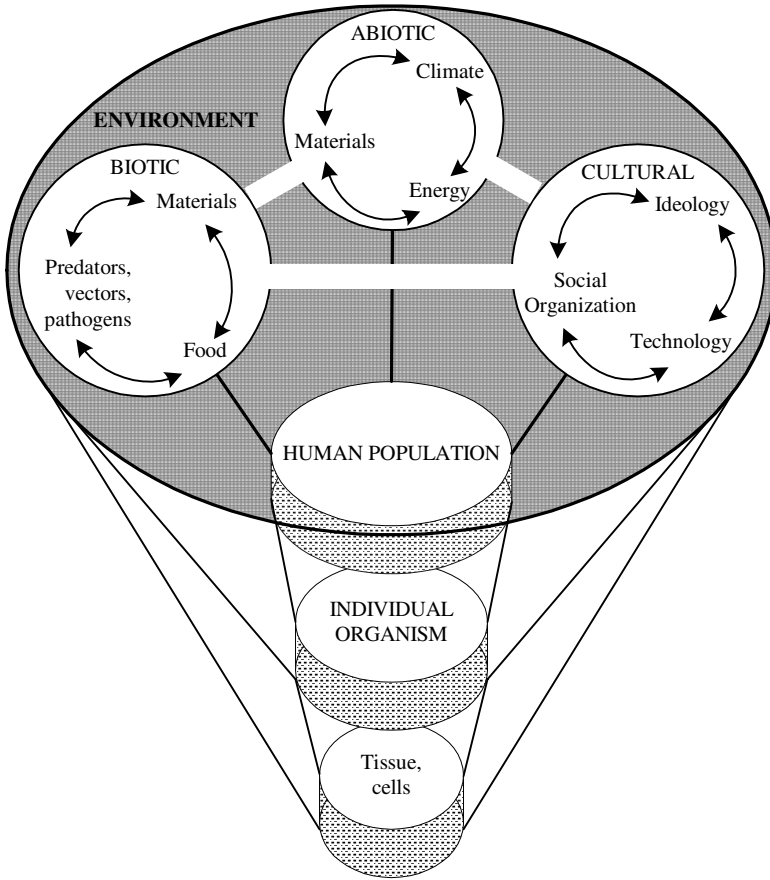 ABIOTIC
Climate
Materials
Energy
ENVIRONMENT
BIOTIC
Materials
Predators,
vectors,
pathogens
Food
CULTURAL
Ideology
Social
Organization
Technology
HUMAN POPULATION
INDIVIDUAL
ORGANISM
Tissue,
cells